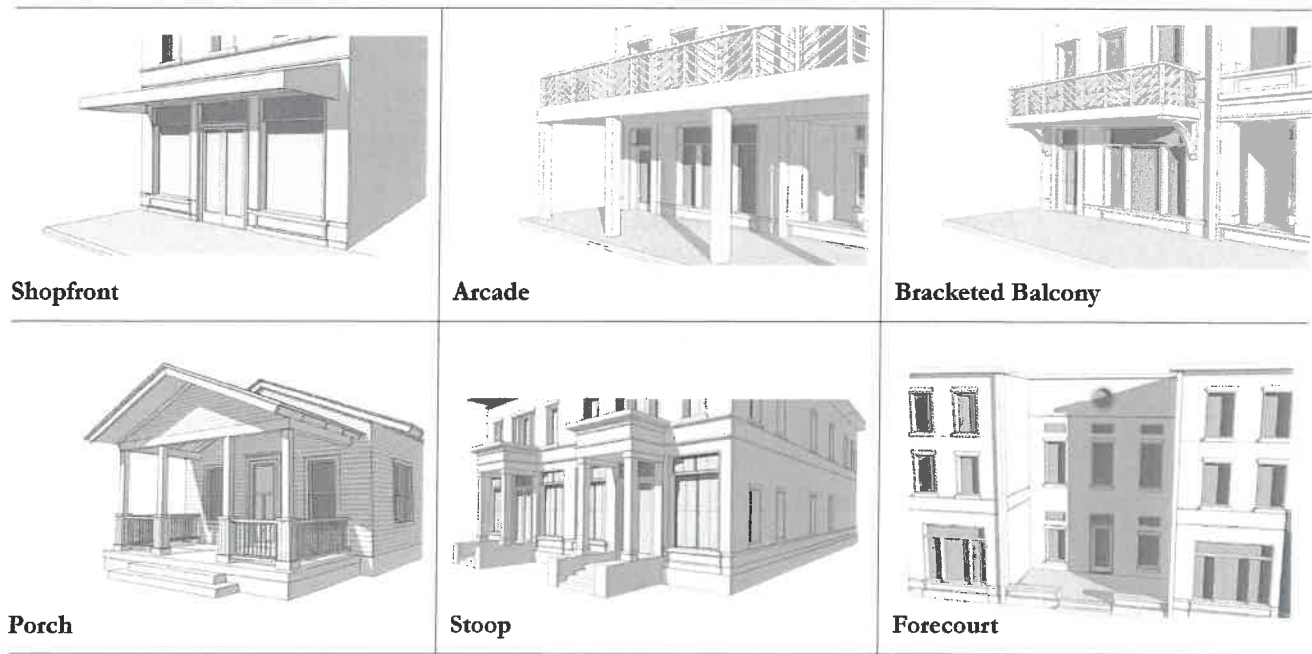 Shopfront
Arcade
Bracketed Balcony
Porch
Stoop
Forecourt